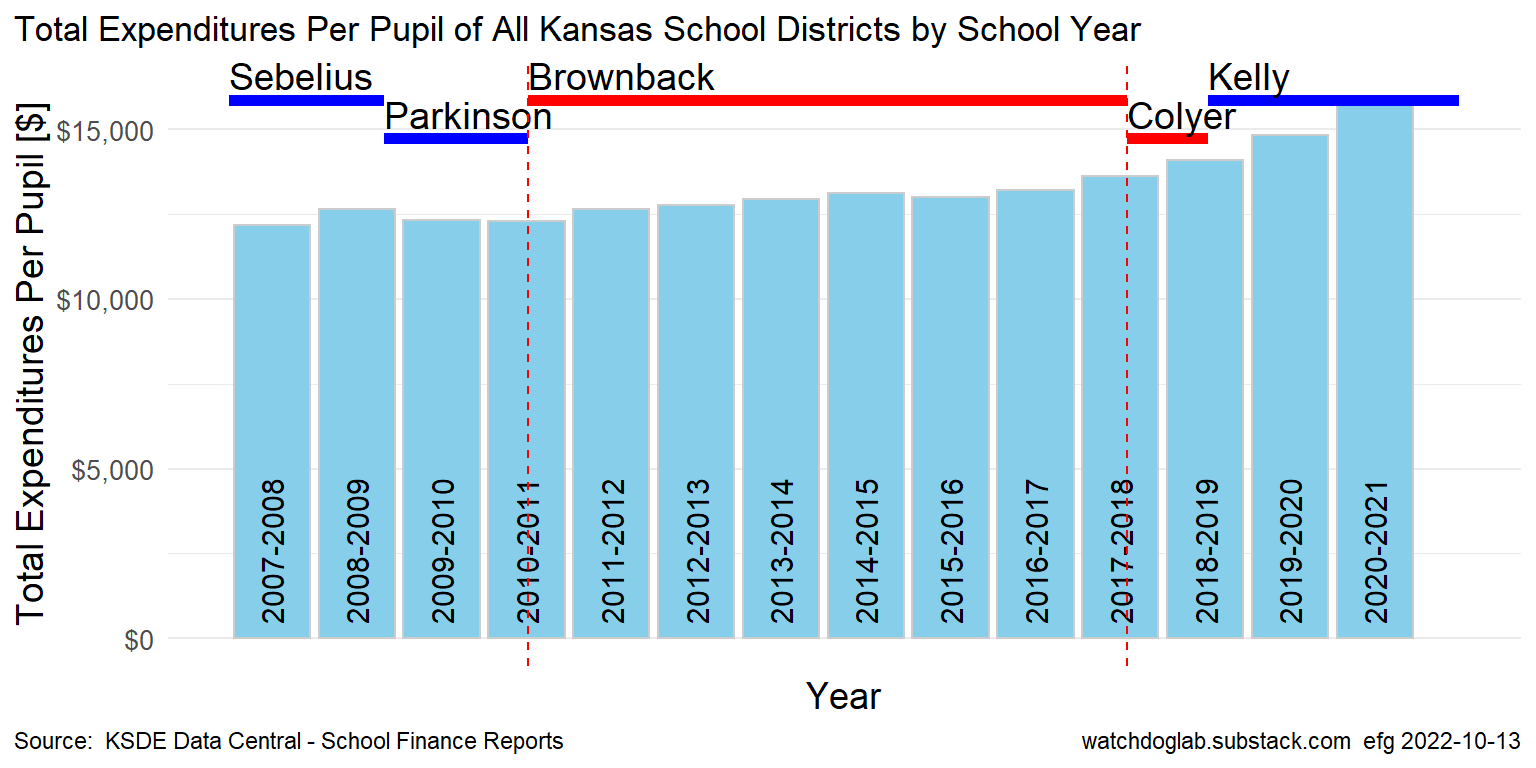 Total Expenditures Per Pupil of All Kansas School Districts by School Year
Sebelius
Brownback
Kelly
Parkinson
Colyer
Total Expenditures Per Pupil [$]
$15,000
$10,000
$5,000
$0
2007-2008
2008-2009
2009-2010
2010-2011
2011-2012
2012-2013
2013-2014
2014-2015
2015-2016
2016-2017
2017-2018
2018-2019
2019-2020
2020-2021
Year
Source:  KSDE Data Central - School Finance Reports
watchdoglab.substack.com  efg 2022-10-13